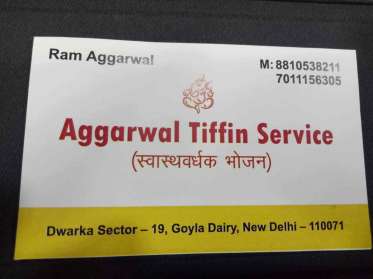 Ram Aggarwal
M: 8810538211
7011156305
Aggarwal Tiffin Service
(स्वास्थवर्धक भोजन)
Dwarka Sector – 19, Goyla Dairy, New Delhi – 110071